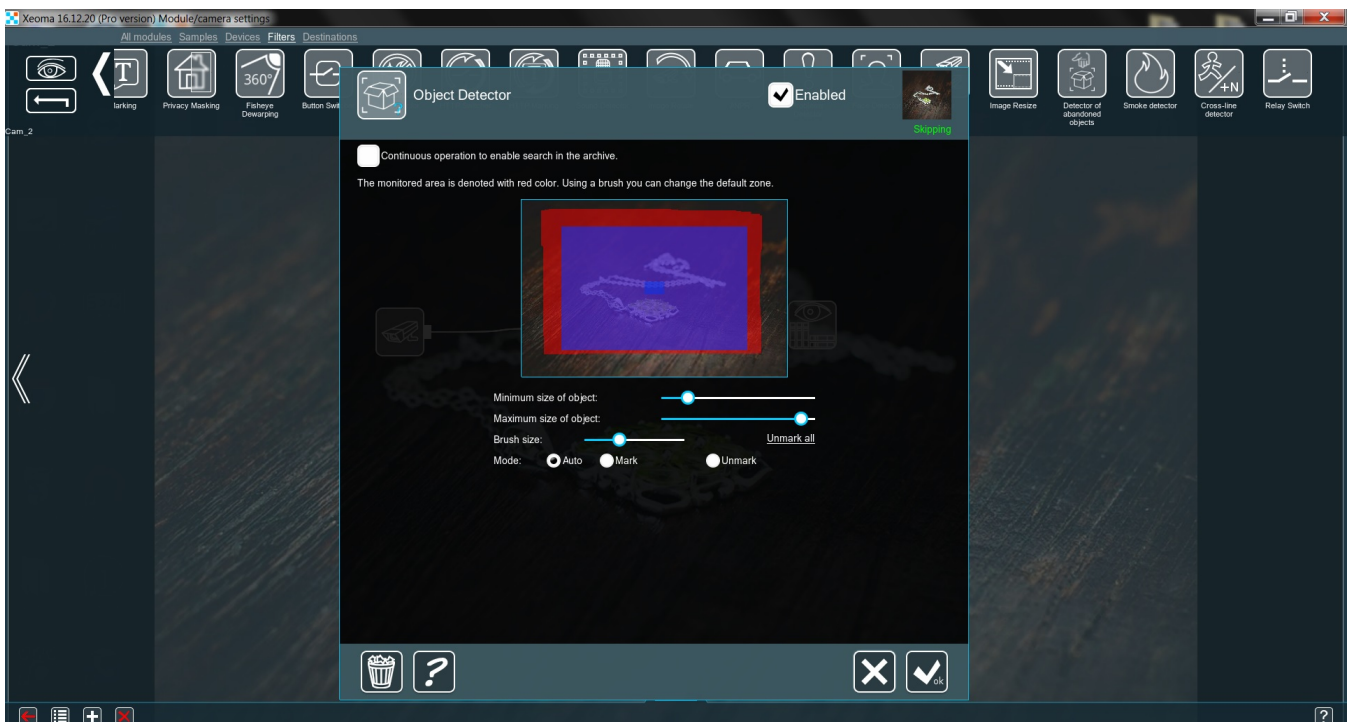 Xeoma 16.12.20 (Pro version) Module/camera settings
All modules Samples Devices Filters Destinations
arking
Privacy Masking
Fisheye
Dewarping
Button Swi
Image Resize
Detector of
abandoned
objects
Smoke detector
Cross-line
detector
Relay Switch
T
360°
+N
Cam_2
Object Detector
Enabled
Skipping
Continuous operation to enable search in the archive.
The monitored area is denoted with red color. Using a brush you can change the default zone.
Minimum size of object:
Maximum size of object:
Brush size:
Unmark all
Mode: Auto Mark Unmark
?
ok
?